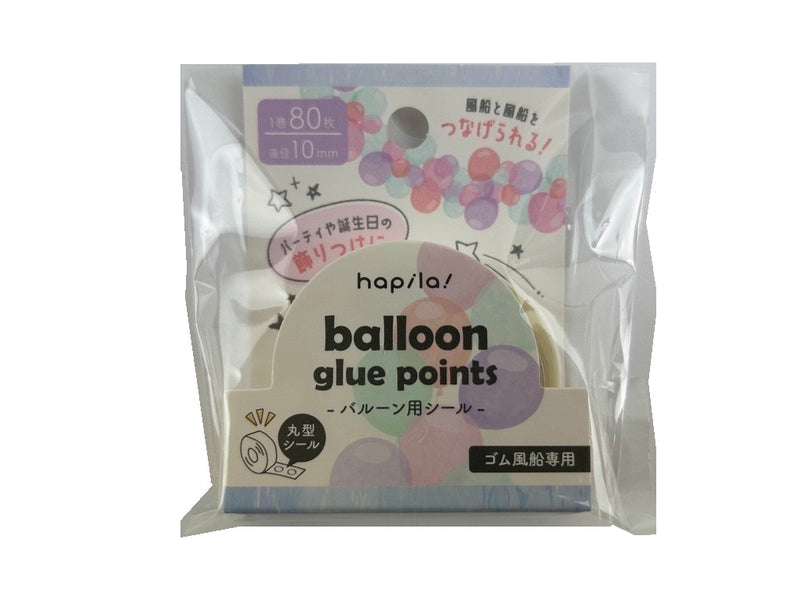 1巻80枚
直径10mm
風船と風船を
つなげられる!
パーティや誕生日の
飾りつけに
hapila!
balloon
glue points
- バルーン用シール -
丸型
シール
ゴム風船専用